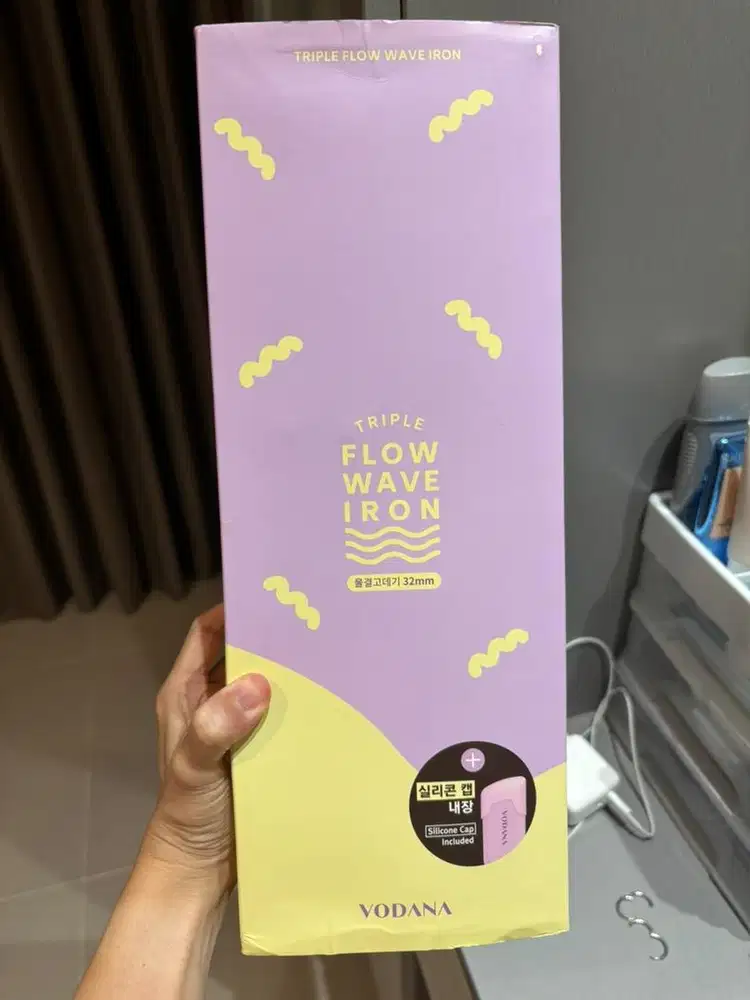 TRIPLE FLOW WAVE IRON
TRIPLE
FLOW
WAVE
IRON
물결고데기 32mm
실리콘 캡
내장
Silicone Cap
Included
VODANA
VODANA